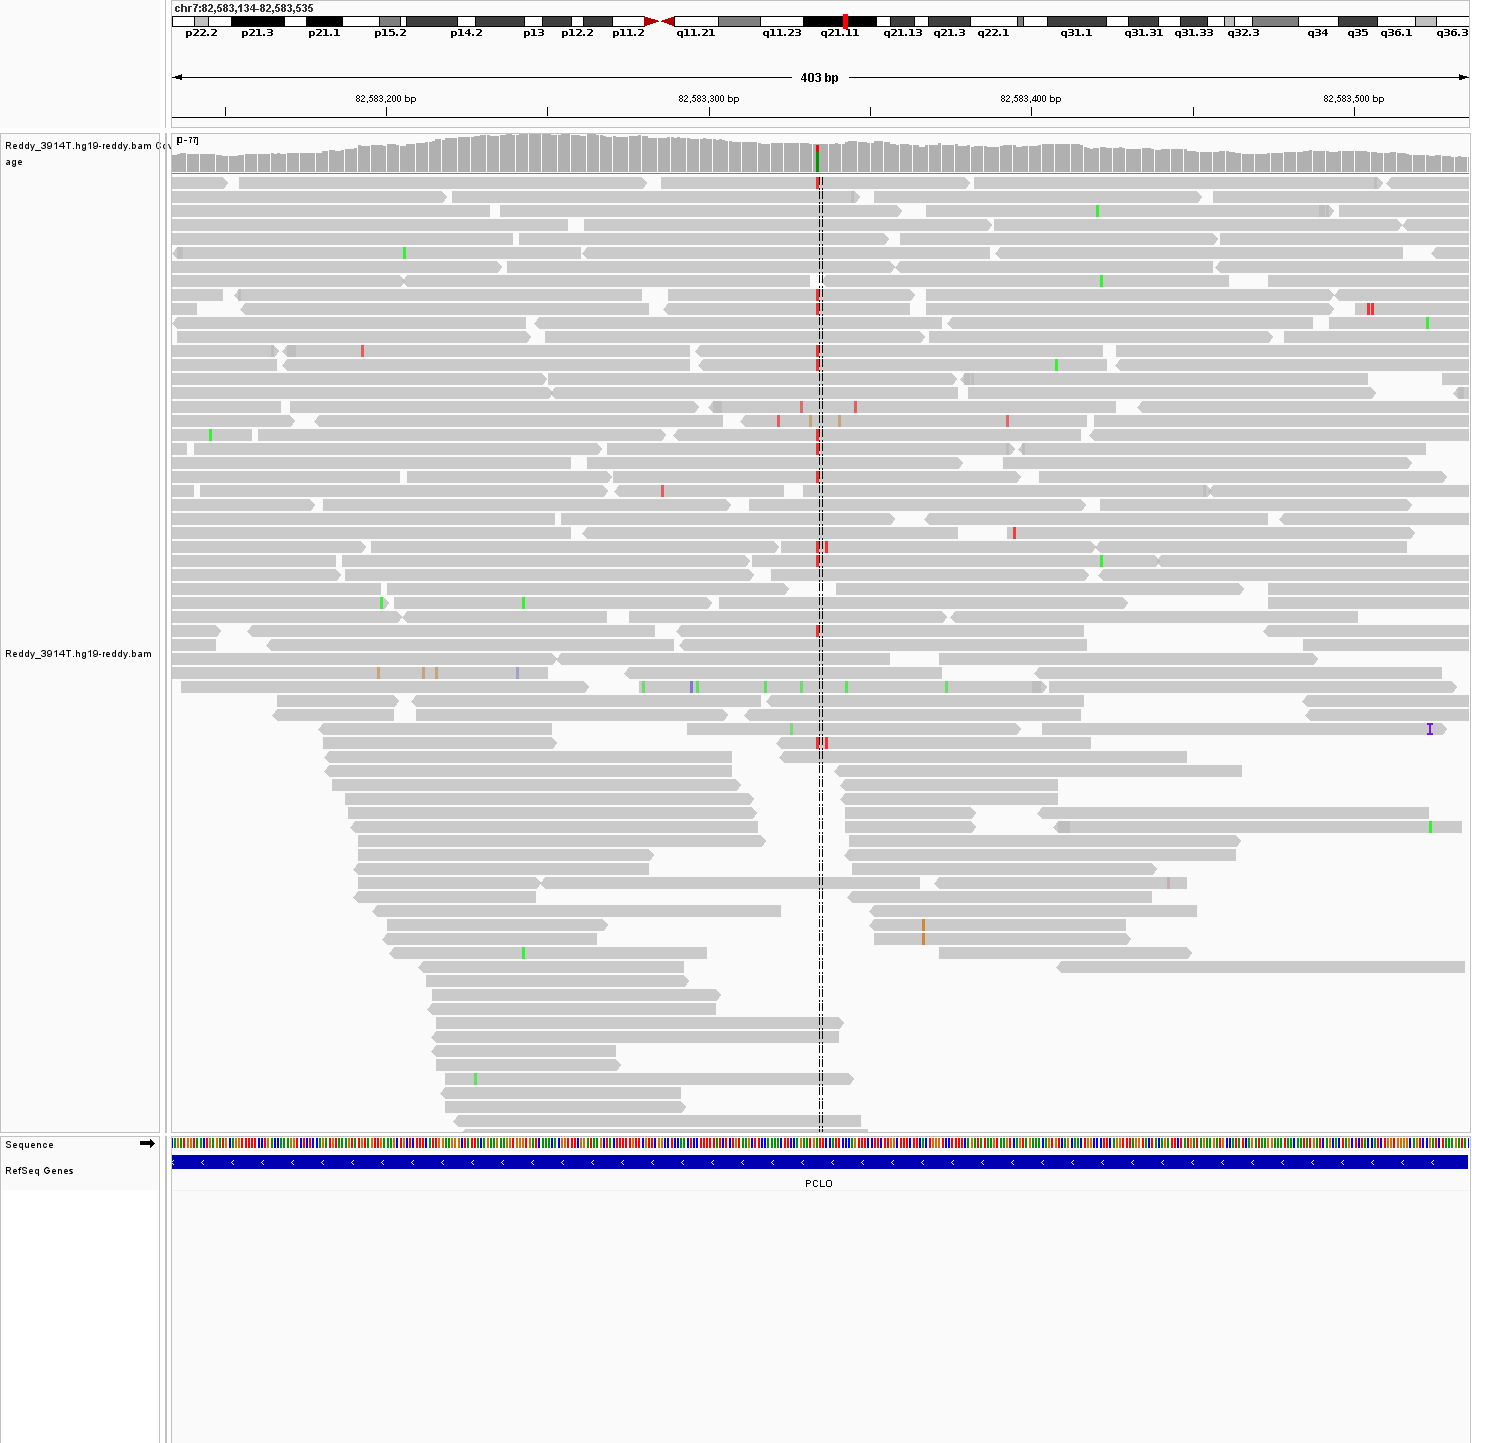 chr7:82,583,134-82,583,535
p22.2 p21.3 p21.1 p15.2 p14.2 p13 p12.2 p11.2 q11.21 q11.23 q21.11 q21.13 q21.3 q22.1 q31.1 q31.31 q31.33 q32.3 q34 q35 q36.1 q36.3
403 bp
82,583,200 bp 82,583,300 bp 82,583,400 bp 82,583,500 bp
[0 - 77]
Reddy_3914T.hg19-reddy.bam Cov
age
Reddy_3914T.hg19-reddy.bam
Sequence
RefSeq Genes
PCLO